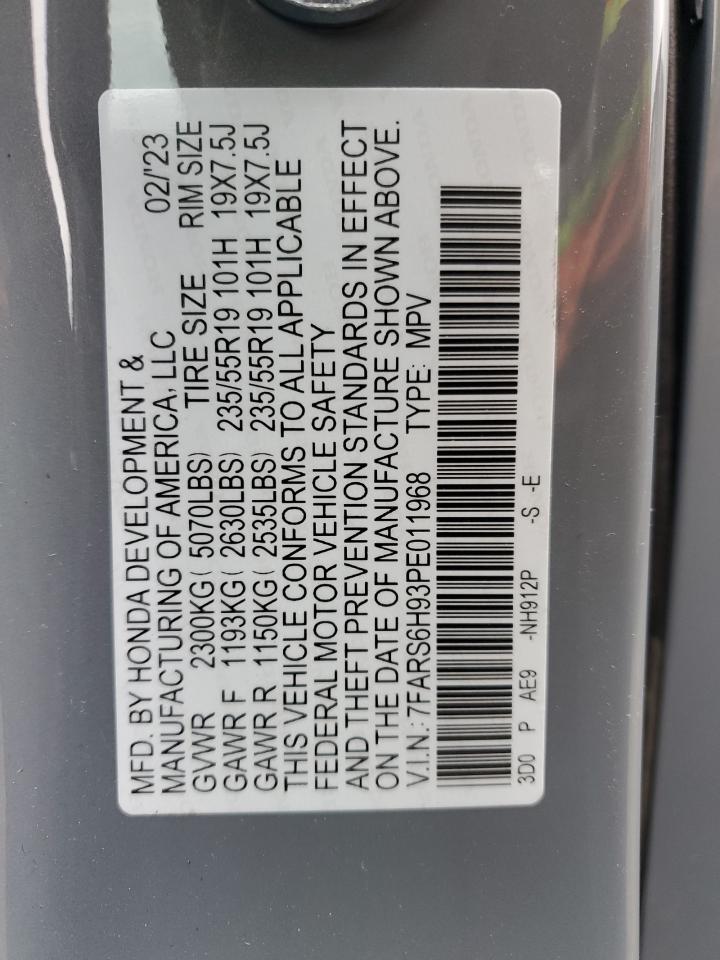 MFD. BY HONDA DEVELOPMENT &
MANUFACTURING OF AMERICA, LLC 02/'23
GVWR 2300KG ( 5070LBS) TIRE SIZE RIM SIZE
GAWR F 1193KG ( 2630LBS) 235/55R19 101H 19X7.5J
GAWR R 1150KG ( 2535LBS) 235/55R19 101H 19X7.5J
THIS VEHICLE CONFORMS TO ALL APPLICABLE
FEDERAL MOTOR VEHICLE SAFETY
AND THEFT PREVENTION STANDARDS IN EFFECT
ON THE DATE OF MANUFACTURE SHOWN ABOVE.
V.I.N.: 7FARS6H93PE011968 TYPE: MPV
3D0 P AE9 -NH912P -S -E